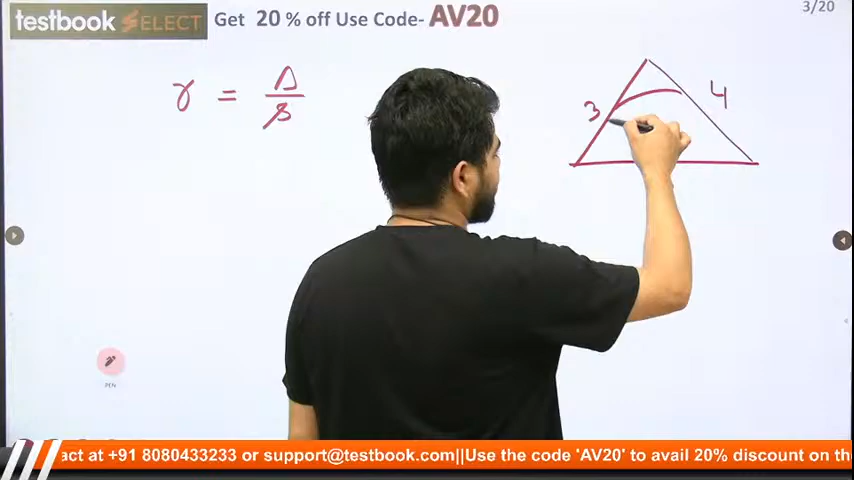 testbook SELECT
Get 20 % off Use Code- AV20
3/20
r = Δ/s
3
4
PEN
act at +91 8080433233 or support@testbook.com||Use the code 'AV20' to avail 20% discount on the